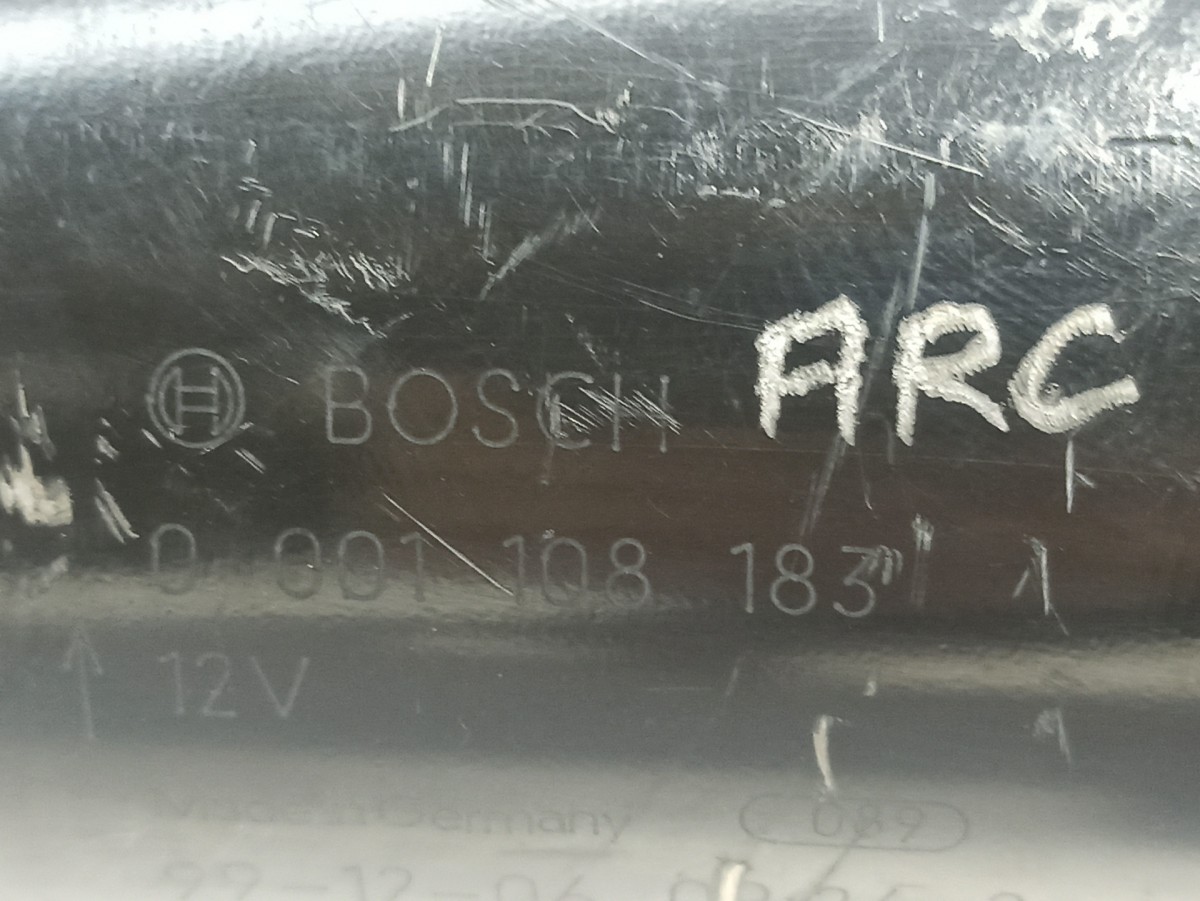 ARC
BOSCH
0 001 108 183
12V
Made in Germany 089